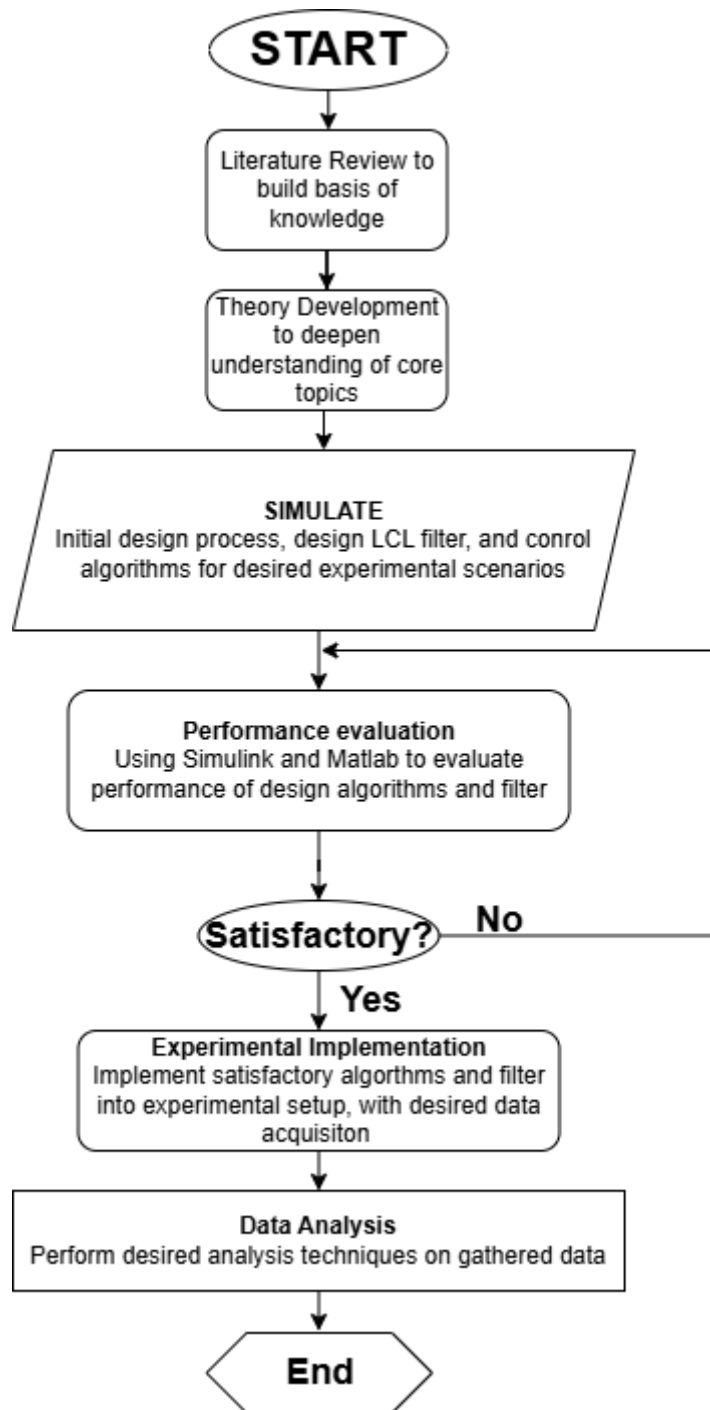 START
Literature Review to
build basis of
knowledge
Theory Development
to deepen
understanding of core
topics
SIMULATE
Initial design process, design LCL filter, and conrol
algorithms for desired experimental scenarios
Performance evaluation
Using Simulink and Matlab to evaluate
performance of design algorithms and filter
Satisfactory?
No
Yes
Experimental Implementation
Implement satisfactory algorthms and filter
into experimental setup, with desired data
acquisiton
Data Analysis
Perform desired analysis techniques on gathered data
End